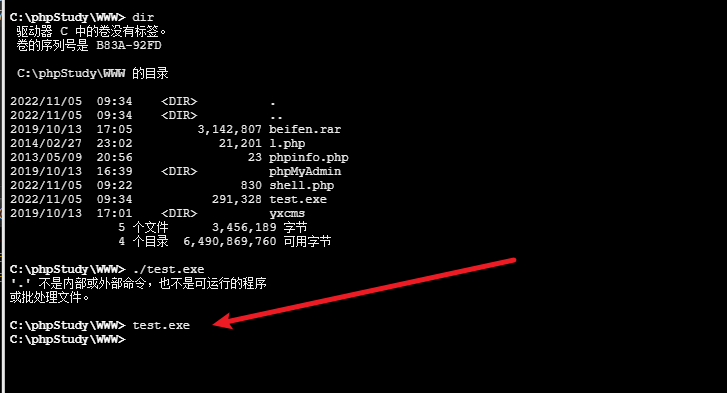 C:\phpStudy\WWW> dir
驱动器 C 中的卷没有标签。
卷的序列号是 B83A-92FD
C:\phpStudy\WWW 的目录
2022/11/05 09:34 <DIR> .
2022/11/05 09:34 <DIR> ..
2019/10/13 17:05 3,142,807 beifen.rar
2014/02/27 23:02 21,201 l.php
2013/05/09 20:56 23 phpinfo.php
2019/10/13 16:39 <DIR> phpMyAdmin
2022/11/05 09:22 830 shell.php
2022/11/05 09:34 291,328 test.exe
2019/10/13 17:01 <DIR> yxcms
5 个文件 3,456,189 字节
4 个目录 6,490,869,760 可用字节
C:\phpStudy\WWW> ./test.exe
'.' 不是内部或外部命令，也不是可运行的程序
或批处理文件。
C:\phpStudy\WWW> test.exe
C:\phpStudy\WWW>